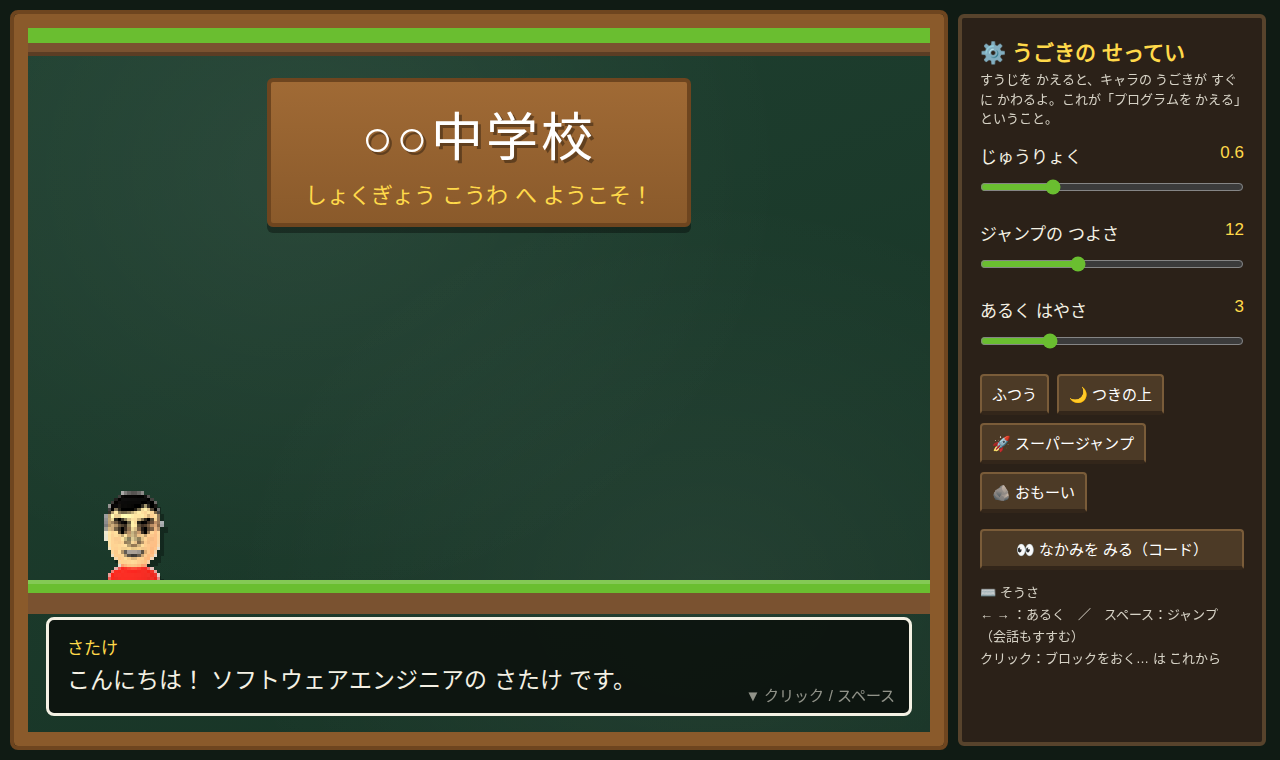 ○○中学校
しょくぎょう こうわ へ ようこそ！
さたけ
こんにちは！ ソフトウェアエンジニアの さたけ です。
▼ クリック / スペース
⚙️ うごきの せってい
すうじを かえると、キャラの うごきが すぐ
に かわるよ。これが「プログラムを かえる」
ということ。
じゅうりょく 0.6
ジャンプの つよさ 12
あるく はやさ 3
ふつう 🌙 つきの上
🚀 スーパージャンプ
🪨 おもーい
👀 なかみを みる（コード）
⌨️ そうさ
← → ：あるく ／ スペース：ジャンプ
（会話もすすむ）
クリック：ブロックをおく… は これから